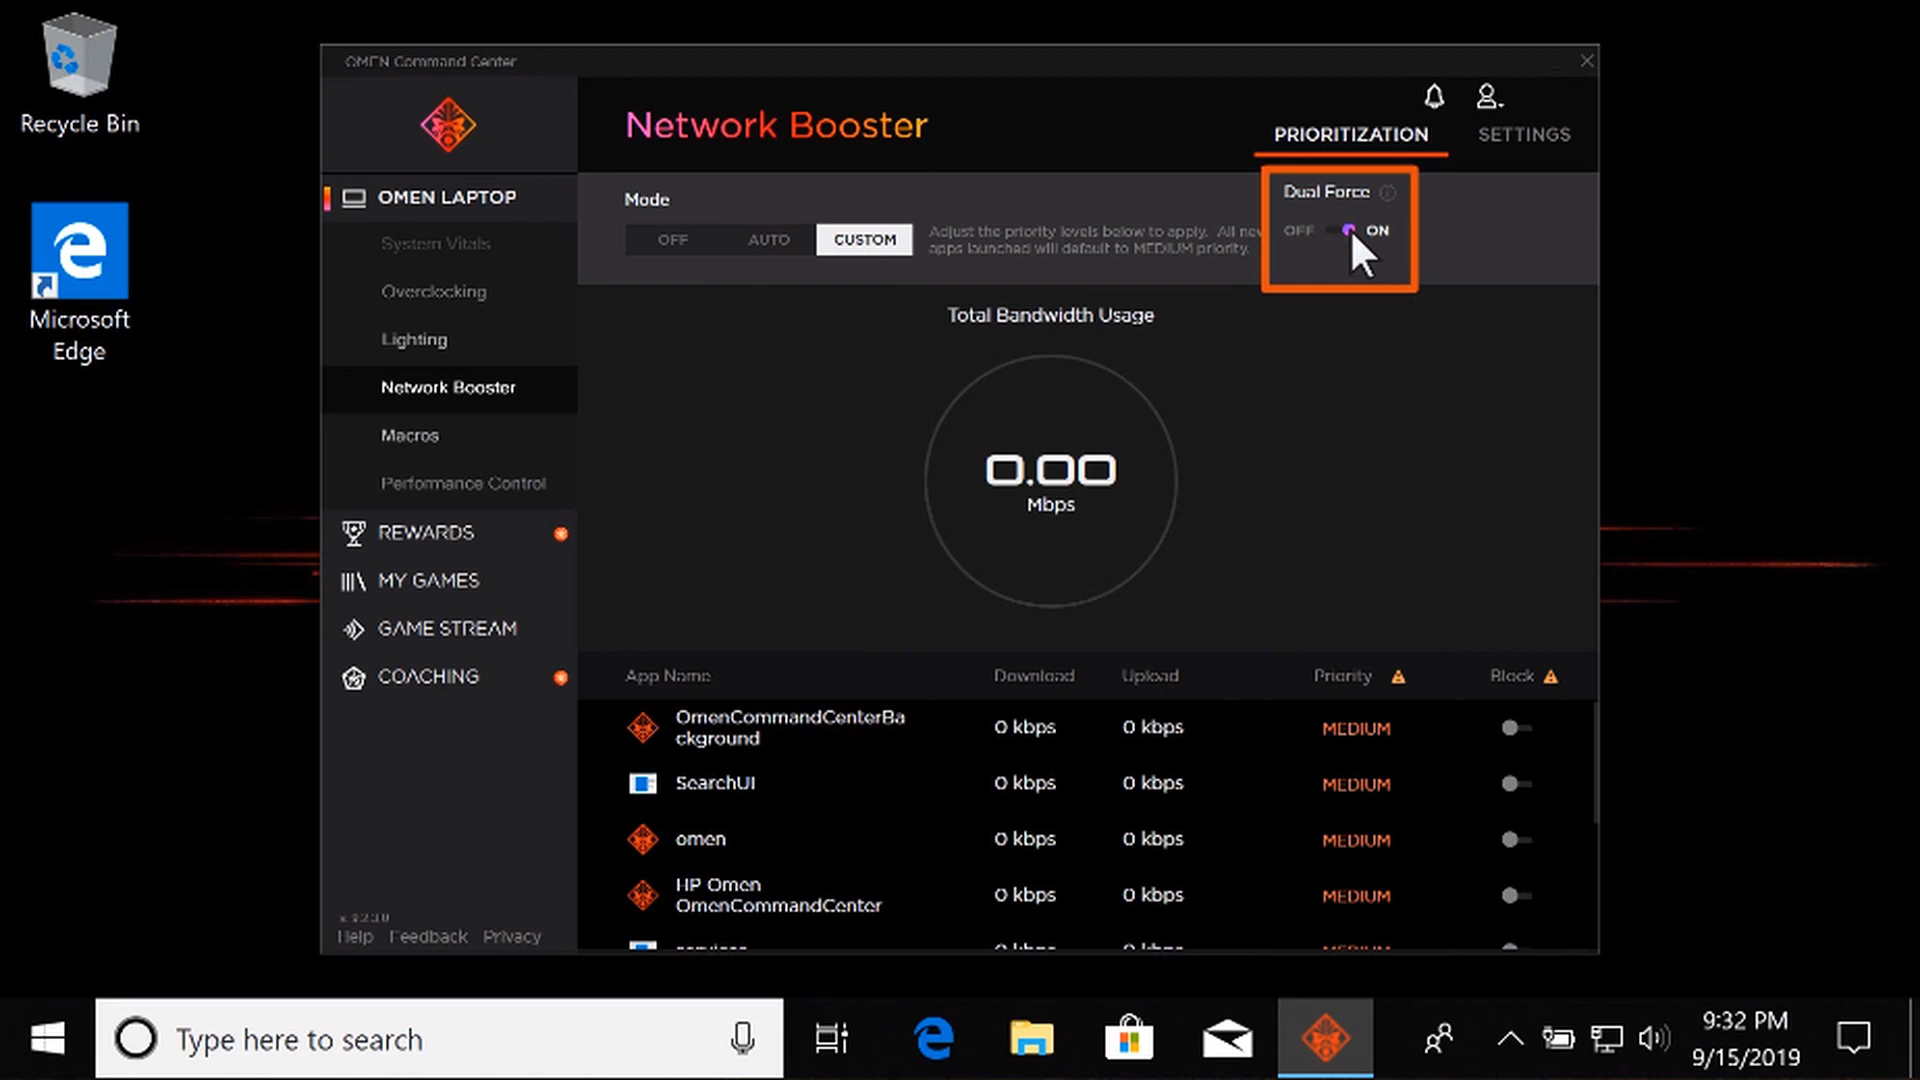 Recycle Bin
Microsoft
Edge
OMEN Command Center
Network Booster
PRIORITIZATION
SETTINGS
OMEN LAPTOP
System Vitals
Overclocking
Lighting
Network Booster
Macros
Performance Control
REWARDS
MY GAMES
GAME STREAM
COACHING
Help Feedback Privacy
Mode
OFF AUTO CUSTOM
Adjust the priority levels below to apply. All new
apps launched will default to MEDIUM priority.
Dual Force
OFF ON
Total Bandwidth Usage
0.00
Mbps
App Name Download Upload Priority Block
OmenCommandCenterBa
ckground
0 kbps 0 kbps MEDIUM
SearchUI 0 kbps 0 kbps MEDIUM
omen 0 kbps 0 kbps MEDIUM
HP Omen
OmenCommandCenter
0 kbps 0 kbps MEDIUM
Type here to search
9:32 PM
9/15/2019